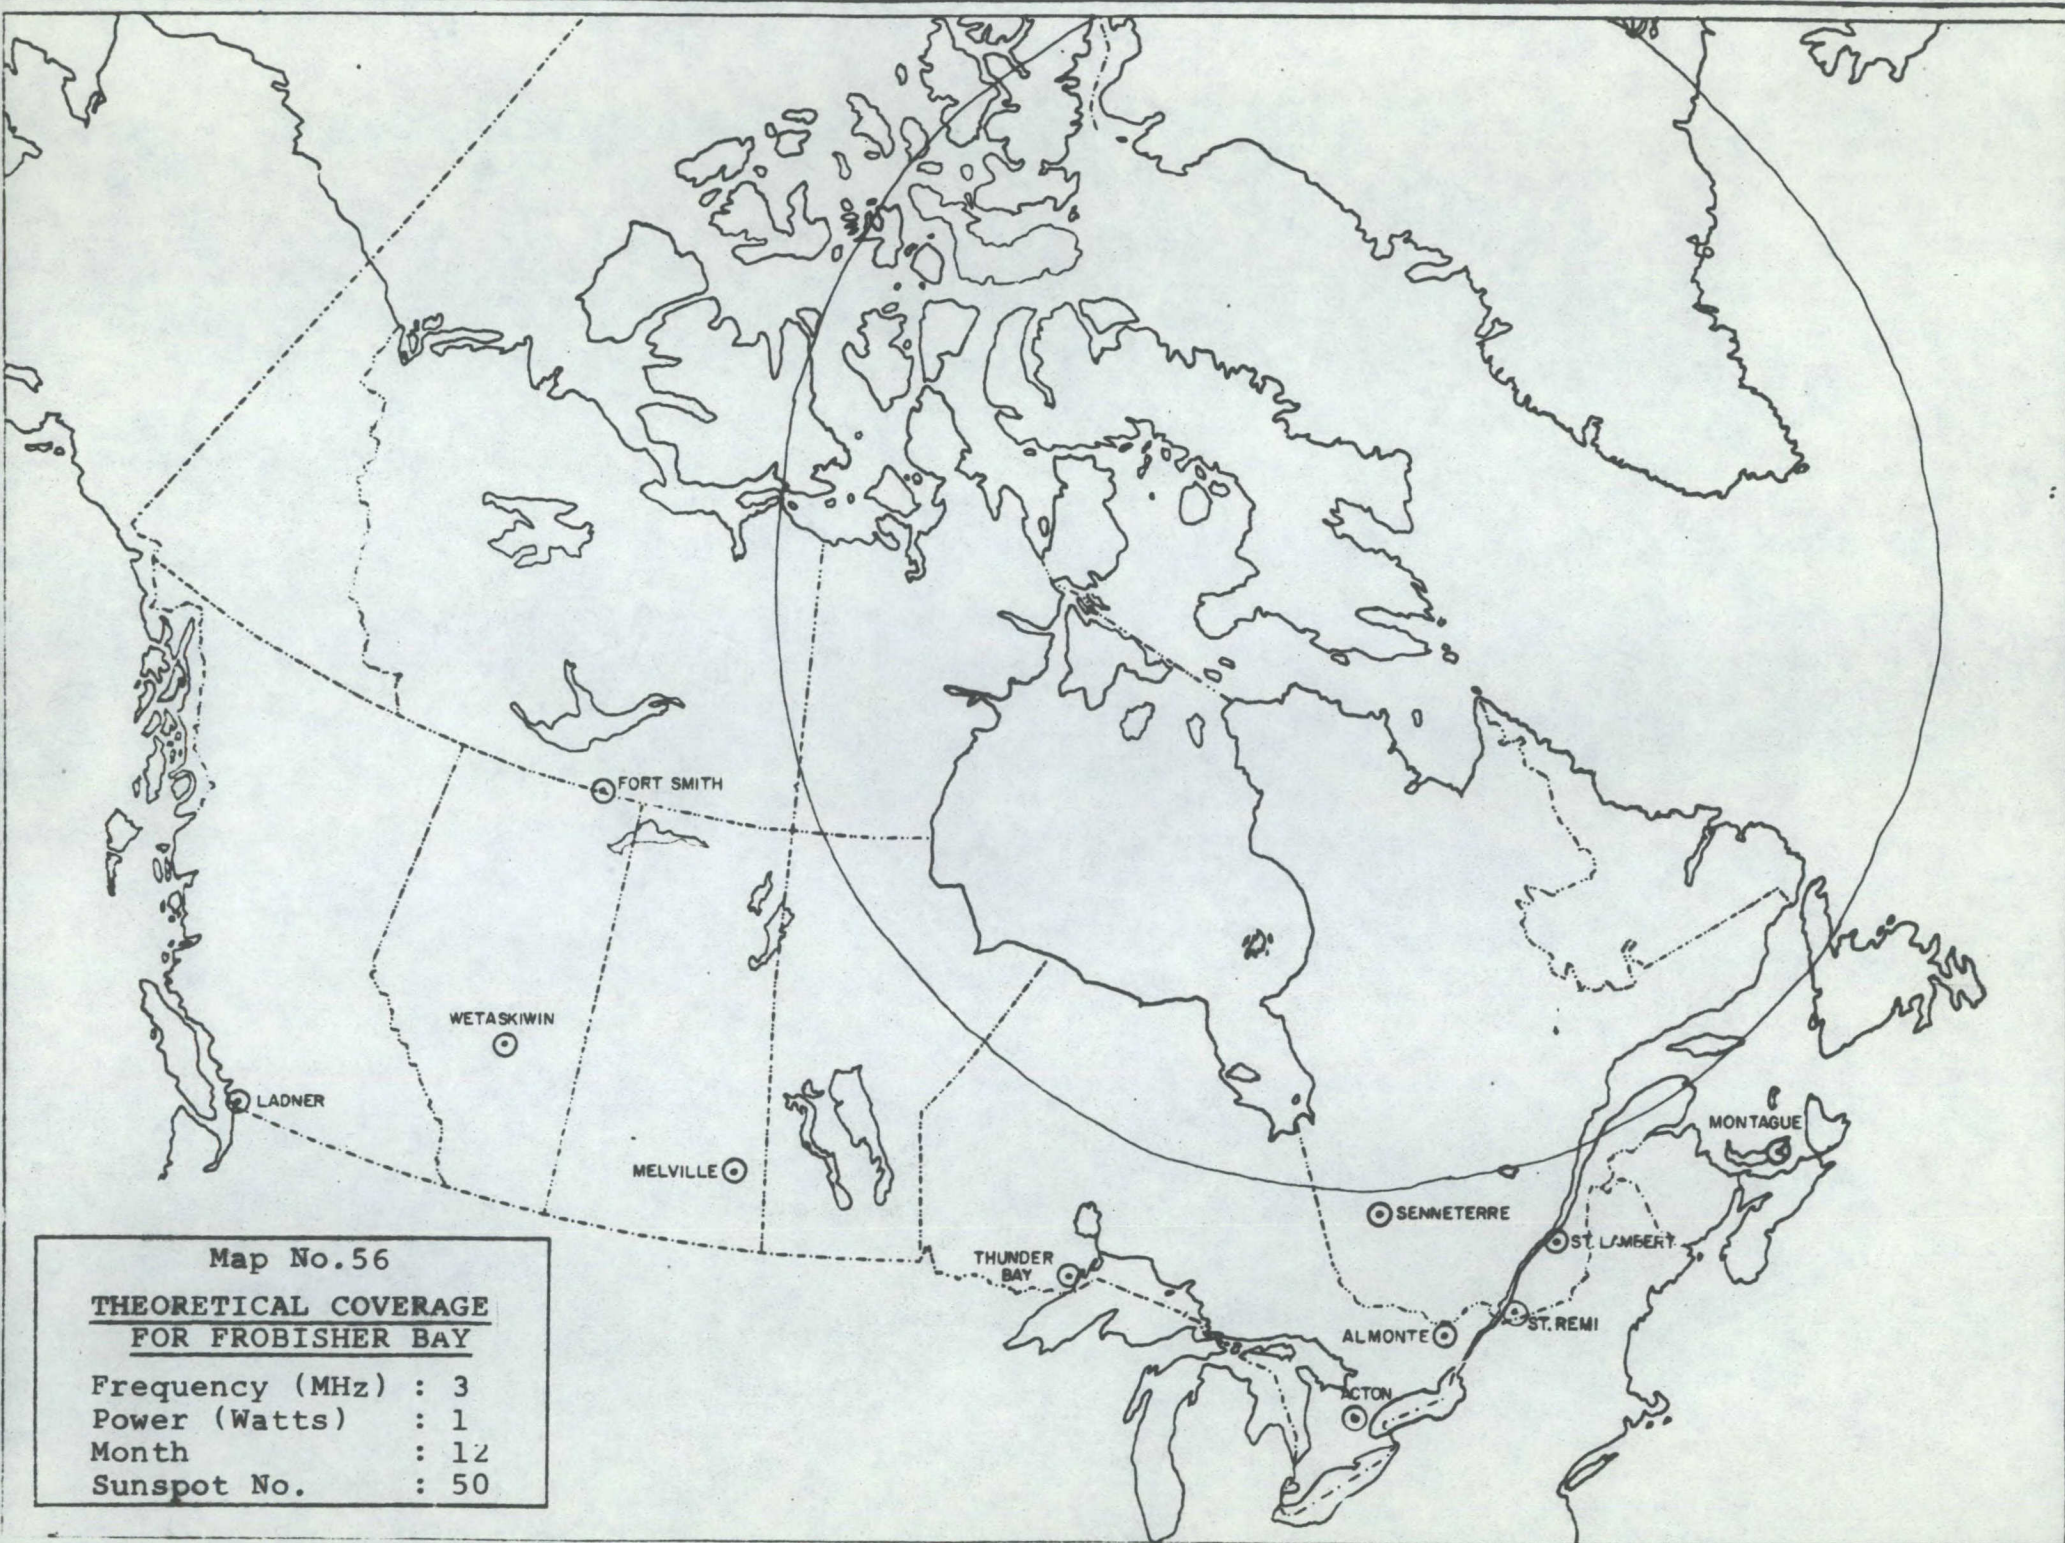 FORT SMITH
WETASKIWIN
LADNER
MELVILLE
MONTAGUE
SENNETERRE
ST. LAMBERT
THUNDER
BAY
ST. REMI
ALMONTE
ACTON
Map No.56
THEORETICAL COVERAGE
FOR FROBISHER BAY
Frequency (MHz) : 3
Power (Watts) : 1
Month : 12
Sunspot No. : 50